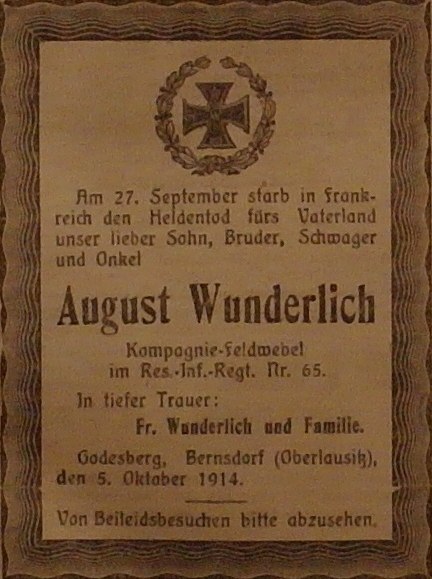 Am 27. September starb in Frank-
reich den Heldentod fürs Vaterland
unser lieber Sohn, Bruder, Schwager
und Onkel
August Wunderlich
Kompagnie-Feldwebel
im Res.-Inf.-Regt. Nr. 65.
In tiefer Trauer:
Fr. Wunderlich und Familie.
Godesberg, Bernsdorf (Oberlausitz),
den 5. Oktober 1914.
Von Beileidsbesuchen bitte abzusehen.